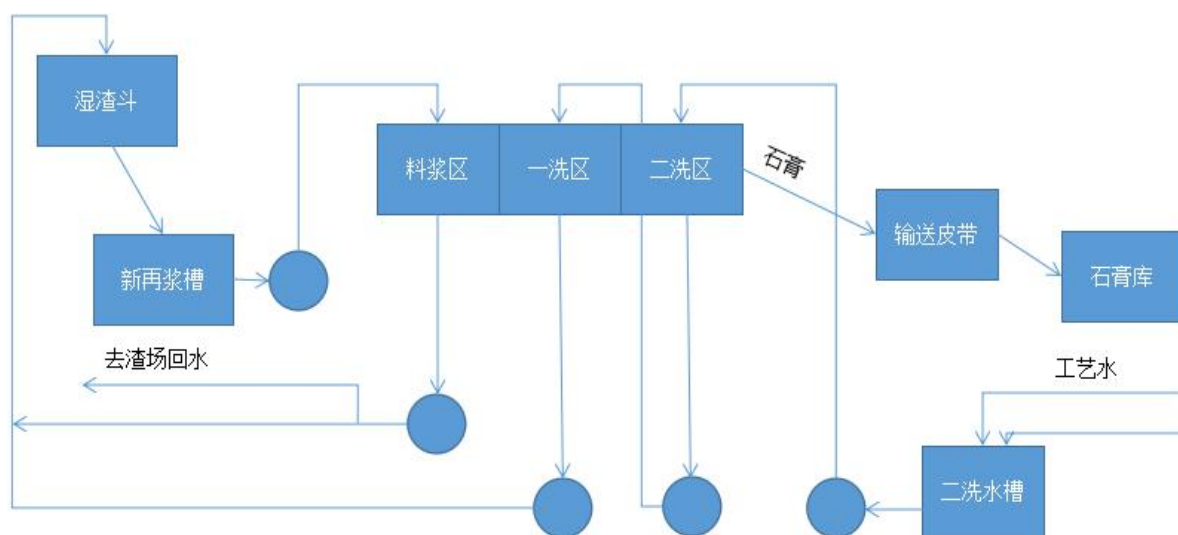 湿渣斗
料浆区
一洗区
二洗区
石膏
输送皮带
新再浆槽
石膏库
去渣场回水
工艺水
二洗水槽